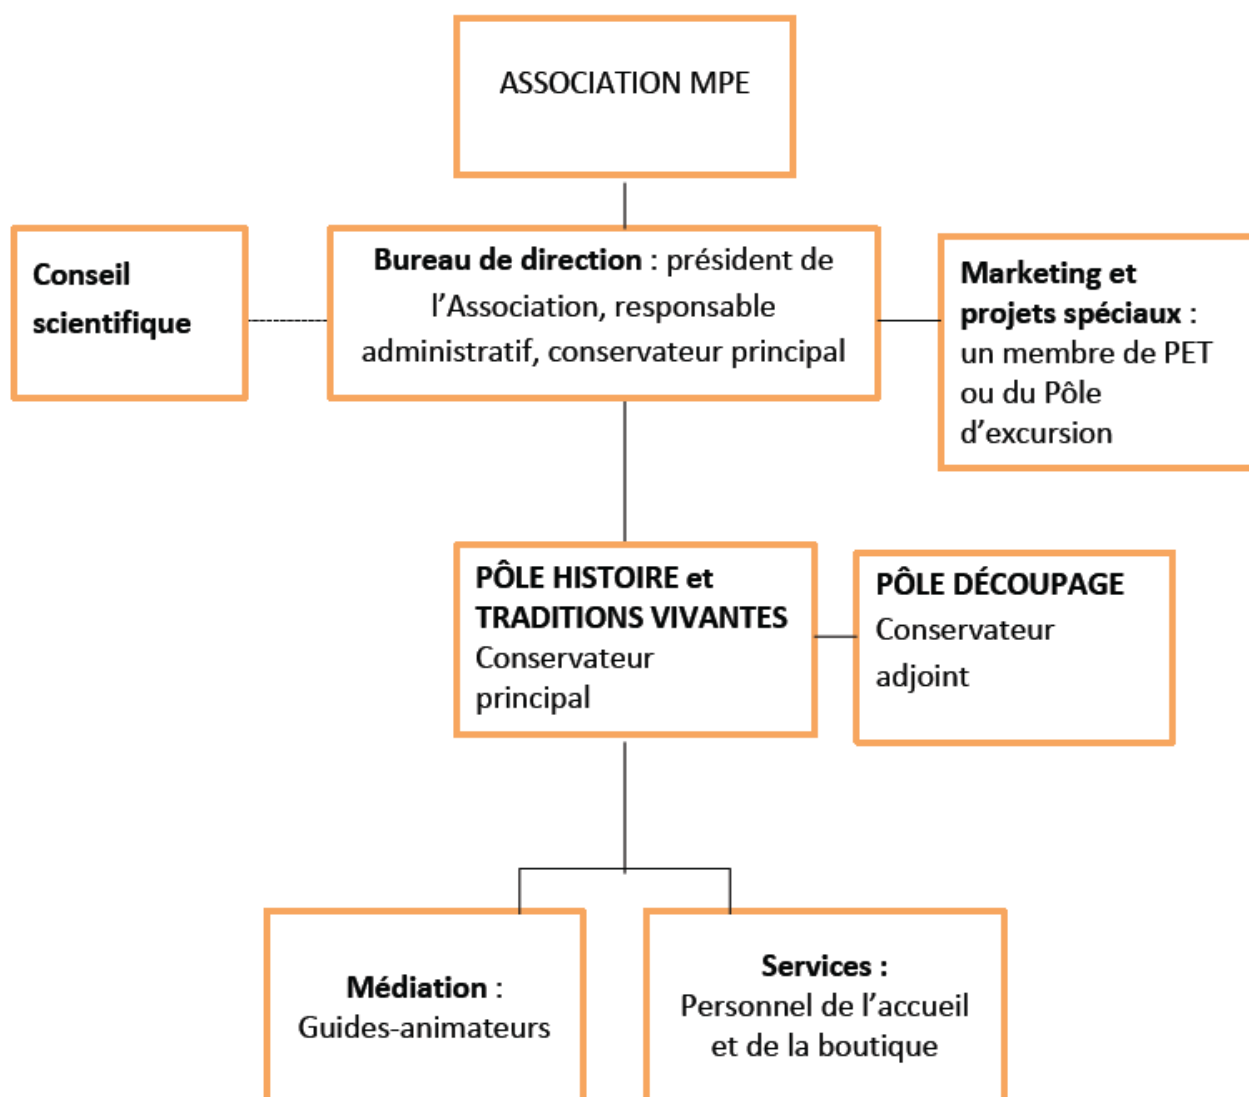 ASSOCIATION MPE
Conseil
scientifique
Bureau de direction : président de
l’Association, responsable
administratif, conservateur principal
Marketing et
projets spéciaux :
un membre de PET
ou du Pôle
d’excursion
PÔLE HISTOIRE et
TRADITIONS VIVANTES
Conservateur
principal
PÔLE DÉCOUPAGE
Conservateur
adjoint
Médiation :
Guides-animateurs
Services :
Personnel de l’accueil
et de la boutique